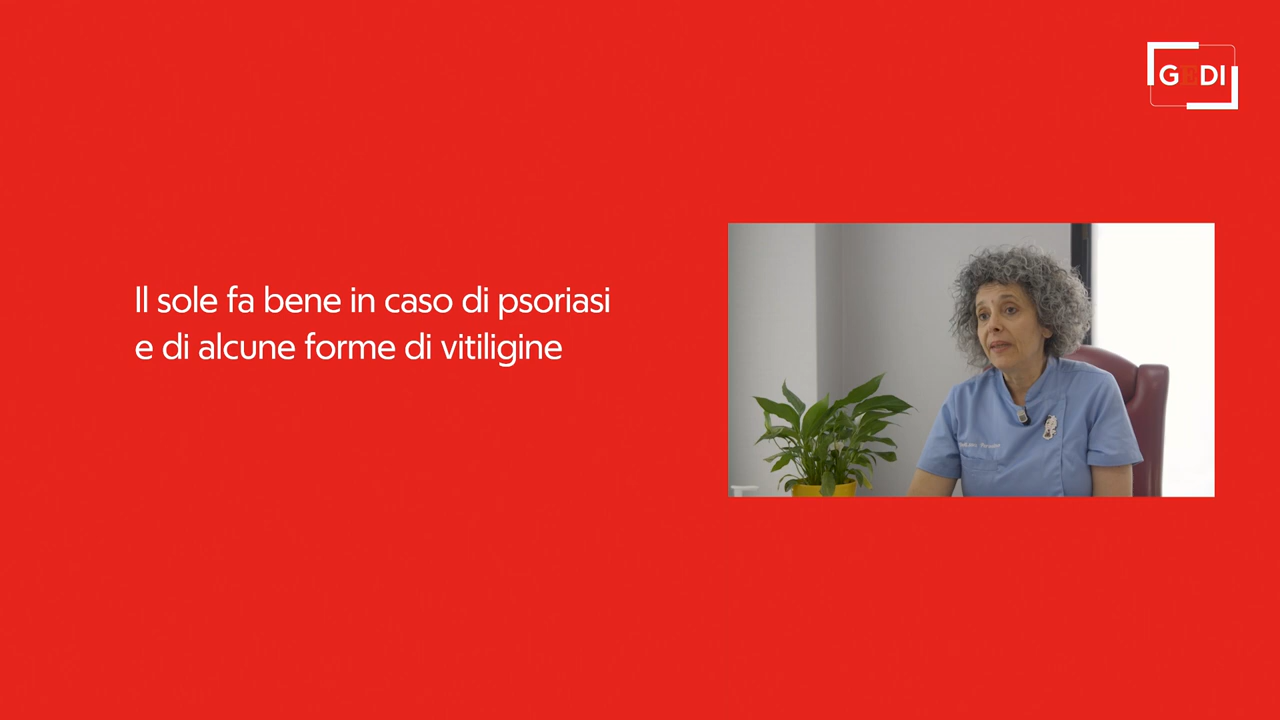 GEDI
Il sole fa bene in caso di psoriasi
e di alcune forme di vitiligine